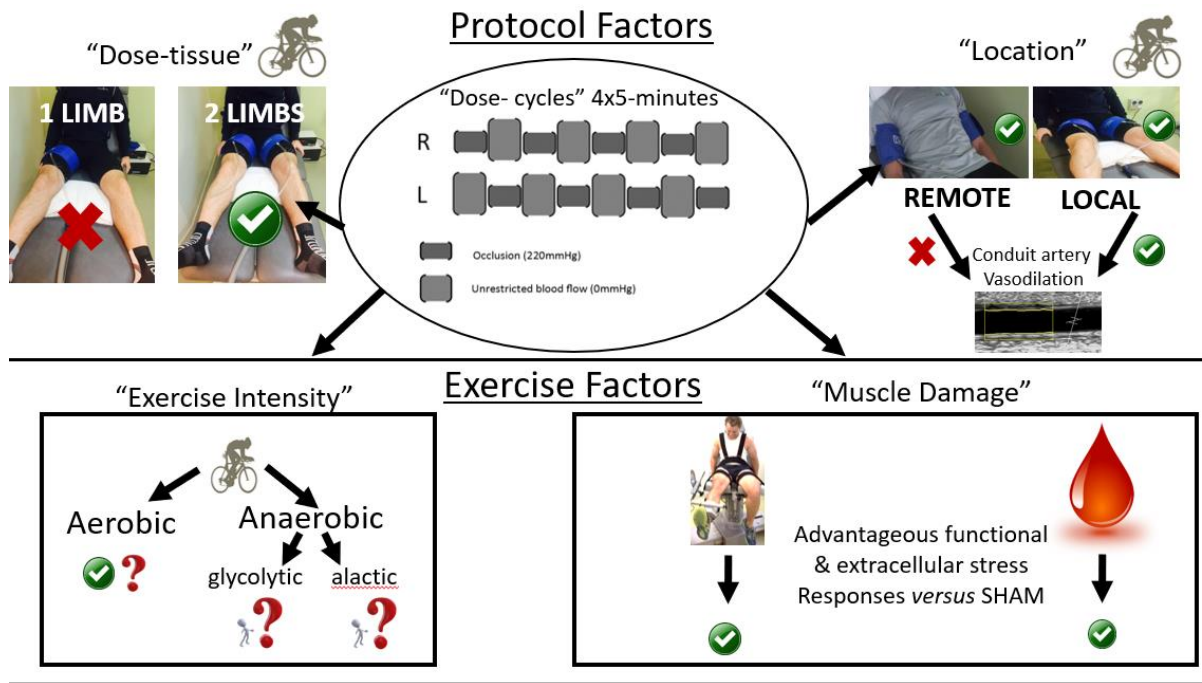 Protocol Factors
“Dose-tissue”
1 LIMB
2 LIMBS
“Dose- cycles” 4x5-minutes
R
L
Occlusion (220mmHg)
Unrestricted blood flow (0mmHg)
“Location”
REMOTE
LOCAL
Conduit artery
Vasodilation
Exercise Factors
“Exercise Intensity”
Aerobic
Anaerobic
glycolytic
alactic
“Muscle Damage”
Advantageous functional
& extracellular stress
Responses versus SHAM